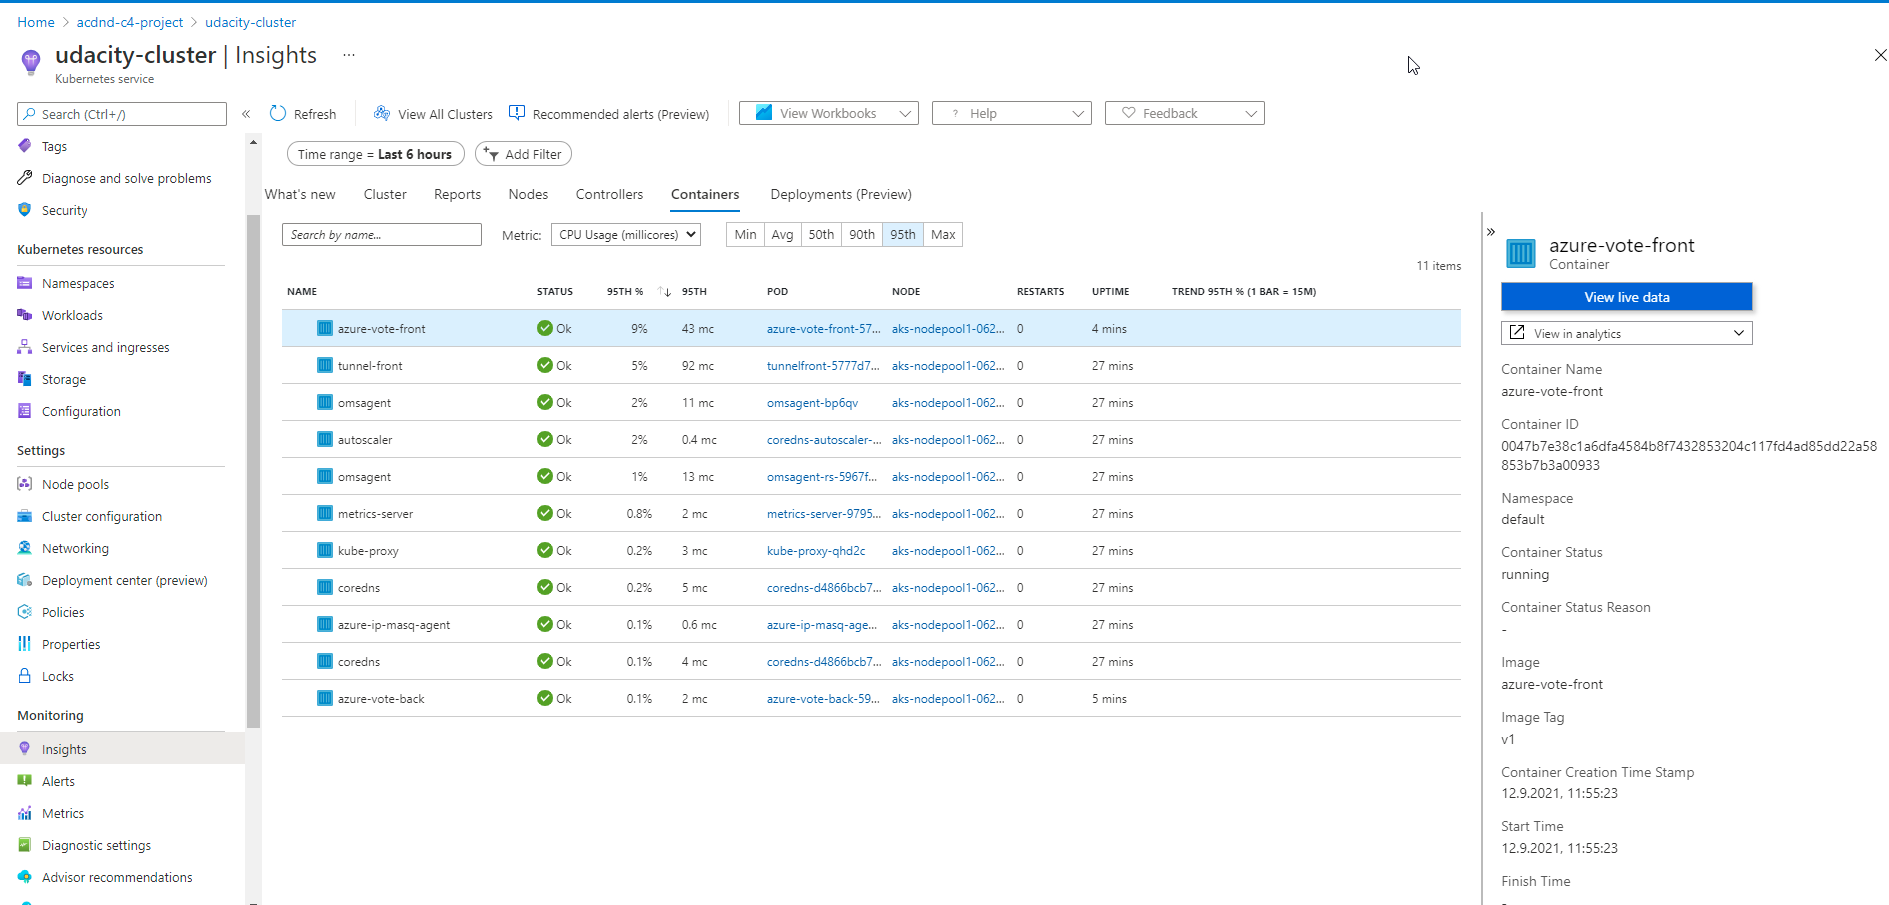 Home > acdnd-c4-project > udacity-cluster
udacity-cluster | Insights ...
Kubernetes service
Search (Ctrl+/)
«
Tags
Diagnose and solve problems
Security
Kubernetes resources
Namespaces
Workloads
Services and ingresses
Storage
Configuration
Settings
Node pools
Cluster configuration
Networking
Deployment center (preview)
Policies
Properties
Locks
Monitoring
Insights
Alerts
Metrics
Diagnostic settings
Advisor recommendations
Refresh View All Clusters Recommended alerts (Preview) View Workbooks ? Help Feedback
Time range = Last 6 hours Add Filter
What's new Cluster Reports Nodes Controllers Containers Deployments (Preview)
Search by name... Metric: CPU Usage (millicores) Min Avg 50th 90th 95th Max
11 items
NAME STATUS 95TH % ↑↓ 95TH POD NODE RESTARTS UPTIME TREND 95TH % (1 BAR = 15M)
azure-vote-front Ok 9% 43 mc azure-vote-front-57... aks-nodepool1-062... 0 4 mins
tunnel-front Ok 5% 92 mc tunnelfront-5777d7... aks-nodepool1-062... 0 27 mins
omsagent Ok 2% 11 mc omsagent-bp6qv aks-nodepool1-062... 0 27 mins
autoscaler Ok 2% 0.4 mc coredns-autoscaler-... aks-nodepool1-062... 0 27 mins
omsagent Ok 1% 13 mc omsagent-rs-5967f... aks-nodepool1-062... 0 27 mins
metrics-server Ok 0.8% 2 mc metrics-server-9795... aks-nodepool1-062... 0 27 mins
kube-proxy Ok 0.2% 3 mc kube-proxy-qhd2c aks-nodepool1-062... 0 27 mins
coredns Ok 0.2% 5 mc coredns-d4866bcb7... aks-nodepool1-062... 0 27 mins
azure-ip-masq-agent Ok 0.1% 0.6 mc azure-ip-masq-age... aks-nodepool1-062... 0 27 mins
coredns Ok 0.1% 4 mc coredns-d4866bcb7... aks-nodepool1-062... 0 27 mins
azure-vote-back Ok 0.1% 2 mc azure-vote-back-59... aks-nodepool1-062... 0 5 mins
»
azure-vote-front
Container
View live data
View in analytics
Container Name
azure-vote-front
Container ID
0047b7e38c1a6dfa4584b8f7432853204c117fd4ad85dd22a58
853b7b3a00933
Namespace
default
Container Status
running
Container Status Reason
-
Image
azure-vote-front
Image Tag
v1
Container Creation Time Stamp
12.9.2021, 11:55:23
Start Time
12.9.2021, 11:55:23
Finish Time
-